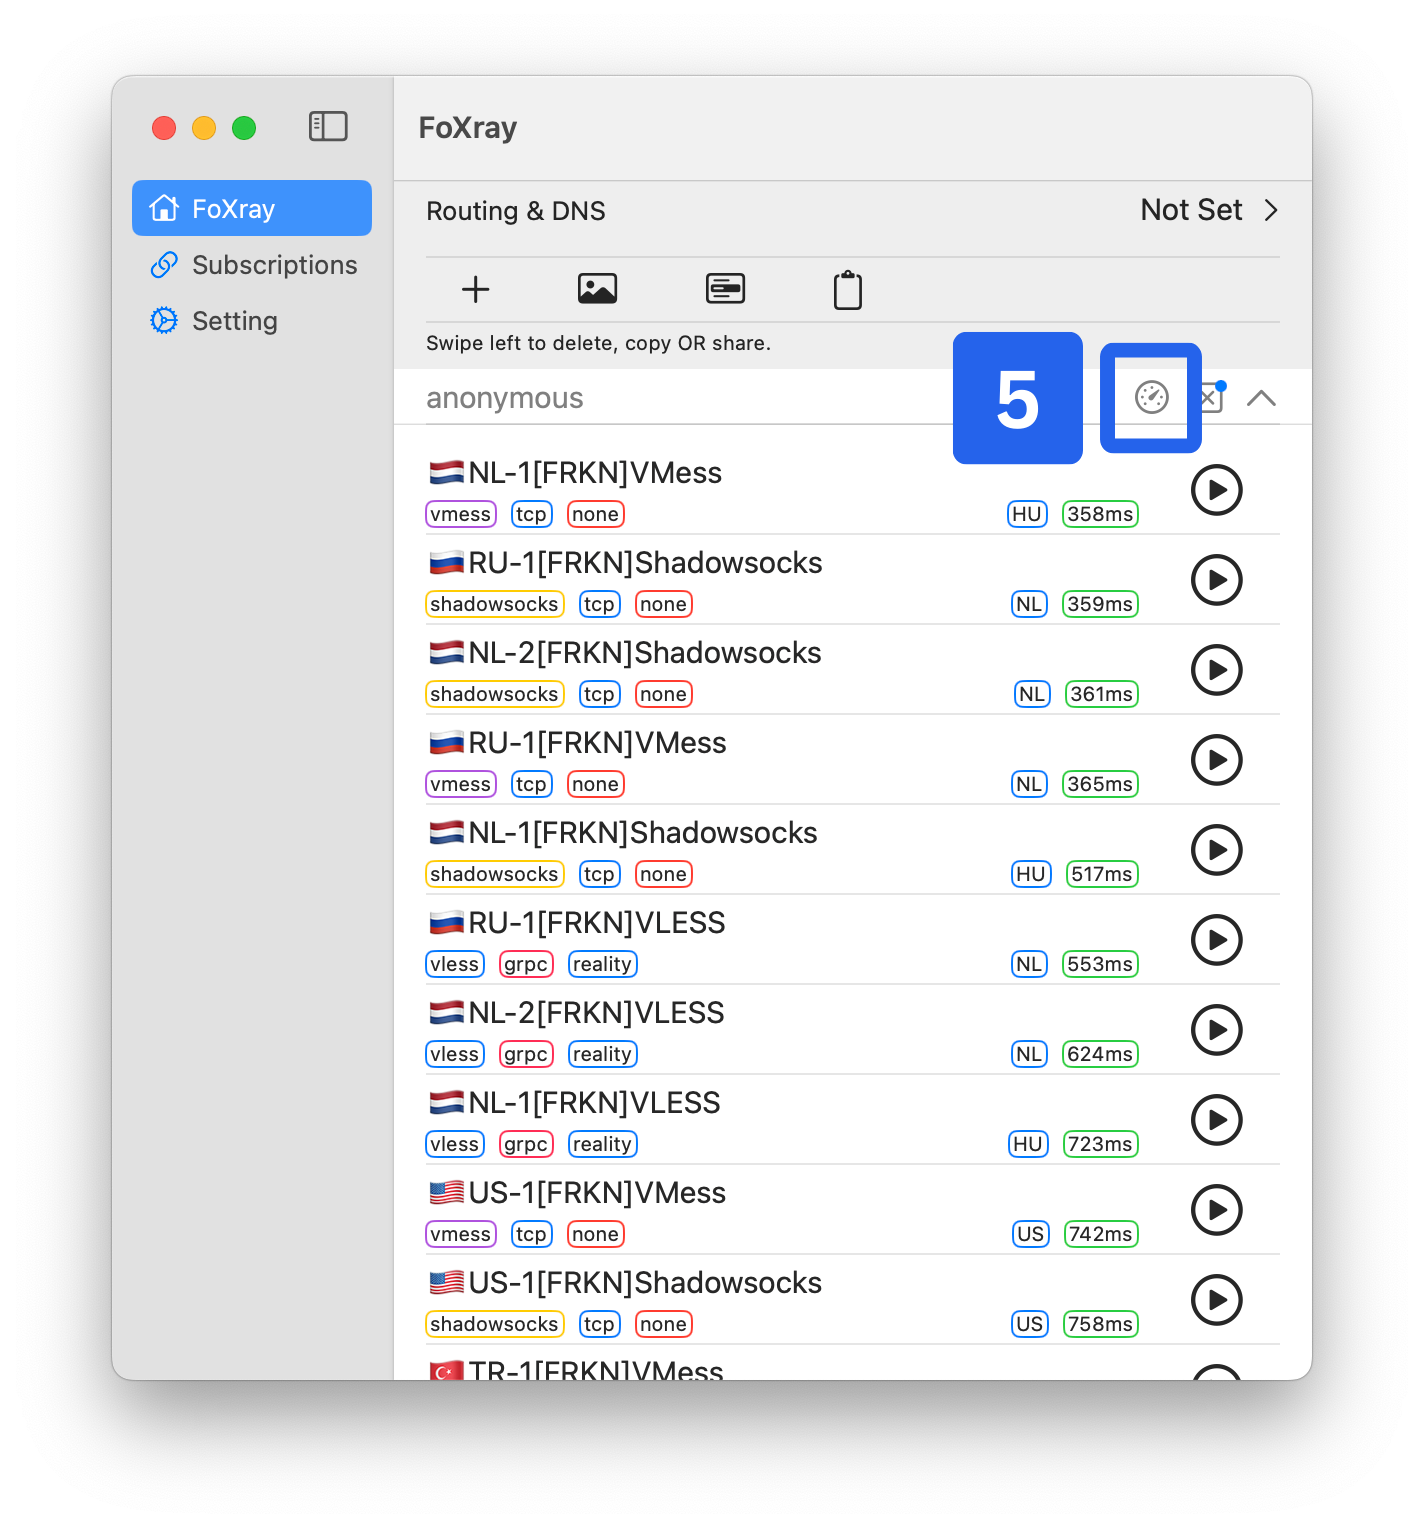 FoXray
FoXray
Subscriptions
Setting
Routing & DNS Not Set
Swipe left to delete, copy OR share.
anonymous 5
NL-1[FRKN]VMess
vmess tcp none HU 358ms
RU-1[FRKN]Shadowsocks
shadowsocks tcp none NL 359ms
NL-2[FRKN]Shadowsocks
shadowsocks tcp none NL 361ms
RU-1[FRKN]VMess
vmess tcp none NL 365ms
NL-1[FRKN]Shadowsocks
shadowsocks tcp none HU 517ms
RU-1[FRKN]VLESS
vless grpc reality NL 553ms
NL-2[FRKN]VLESS
vless grpc reality NL 624ms
NL-1[FRKN]VLESS
vless grpc reality HU 723ms
US-1[FRKN]VMess
vmess tcp none US 742ms
US-1[FRKN]Shadowsocks
shadowsocks tcp none US 758ms
TR-1[FRKN]VMess